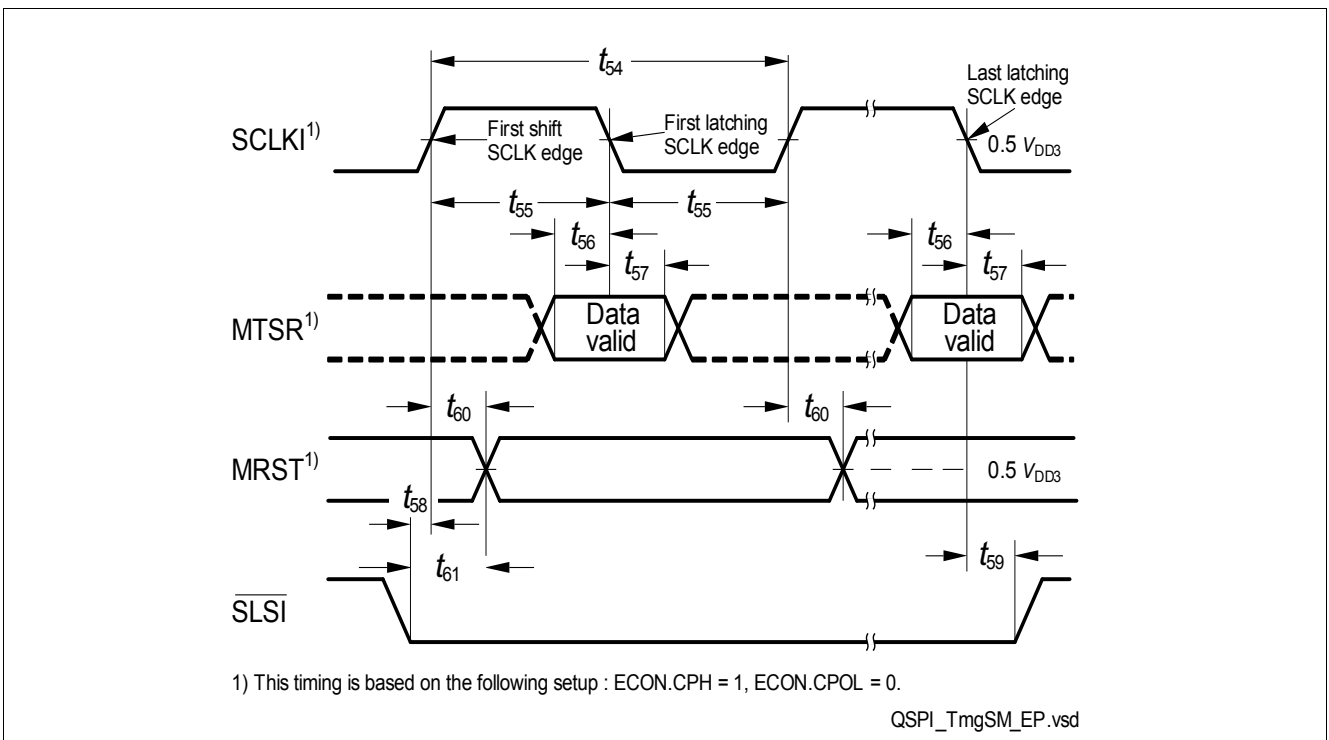 t54
Last latching
SCLK edge
SCLKI1)
First shift
SCLK edge
First latching
SCLK edge
0.5 VDD3
t55
t55
t56
t56
t57
t57
MTSR1)
Data
valid
Data
valid
t60
t60
MRST1)
0.5 VDD3
t58
t61
t59
SLSI
1) This timing is based on the following setup : ECON.CPH = 1, ECON.CPOL = 0.
QSPI_TmgSM_EP.vsd